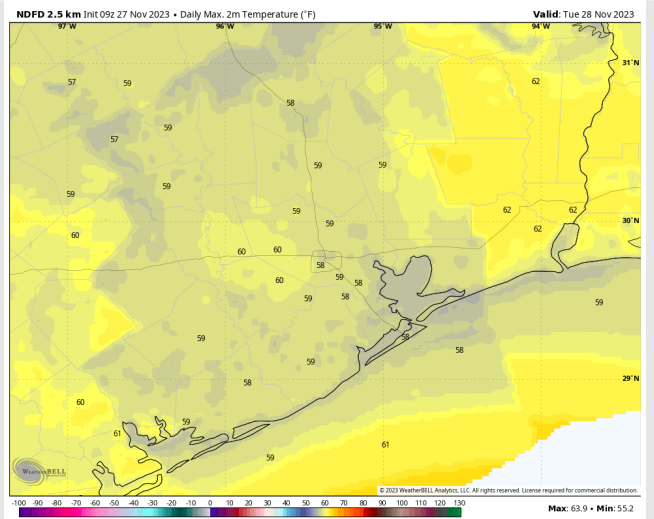 NDFD 2.5 km Init 09z 27 Nov 2023 • Daily Max. 2m Temperature (°F) Valid: Tue 28 Nov 2023
97°W 96°W 95°W 94°W
31°N
57 59 62
58
59
57
59 59
59 59
59 62 62
59 62
60 30°N
60 60
58
59 58
60
59 58 59
59 58
58
59
29°N
58
60
59
61
61
59
WEATHERBELL
© 2023 WeatherBELL Analytics, LLC. All rights reserved. License required for commercial distribution.
-100 -90 -80 -70 -60 -50 -40 -30 -20 -10 0 10 20 30 40 50 60 70 80 90 100 110 120 130
Max: 63.9 • Min: 55.2